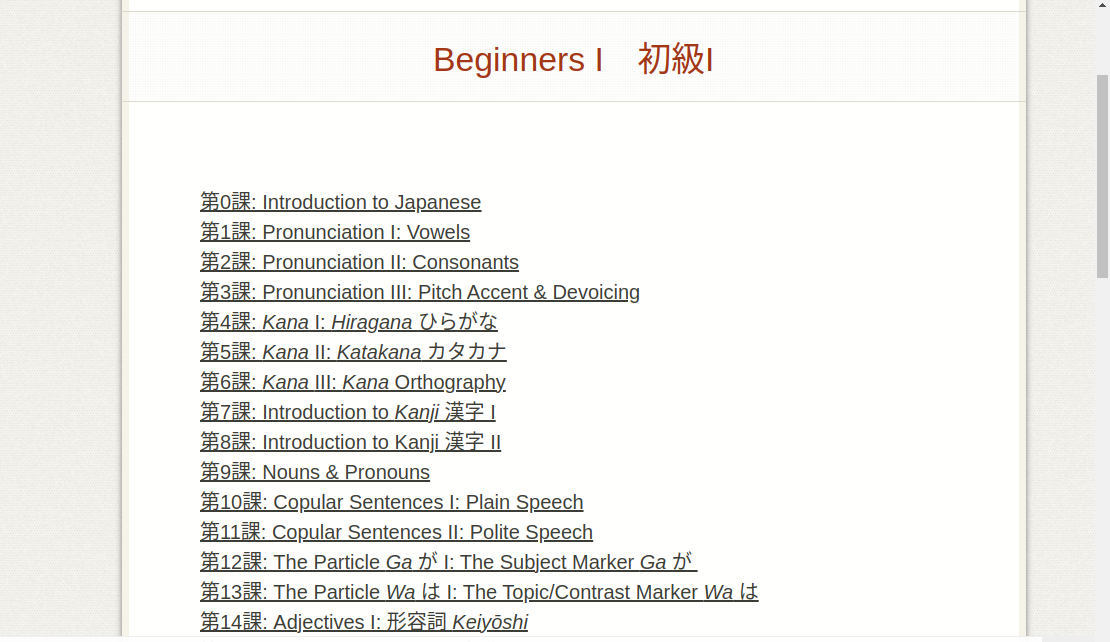 Beginners I　初級I
第0課: Introduction to Japanese
第1課: Pronunciation I: Vowels
第2課: Pronunciation II: Consonants
第3課: Pronunciation III: Pitch Accent & Devoicing
第4課: Kana I: Hiragana ひらがな
第5課: Kana II: Katakana カタカナ
第6課: Kana III: Kana Orthography
第7課: Introduction to Kanji 漢字 I
第8課: Introduction to Kanji 漢字 II
第9課: Nouns & Pronouns
第10課: Copular Sentences I: Plain Speech
第11課: Copular Sentences II: Polite Speech
第12課: The Particle Ga が I: The Subject Marker Ga が
第13課: The Particle Wa は I: The Topic/Contrast Marker Wa は
第14課: Adjectives I: 形容詞 Keiyōshi